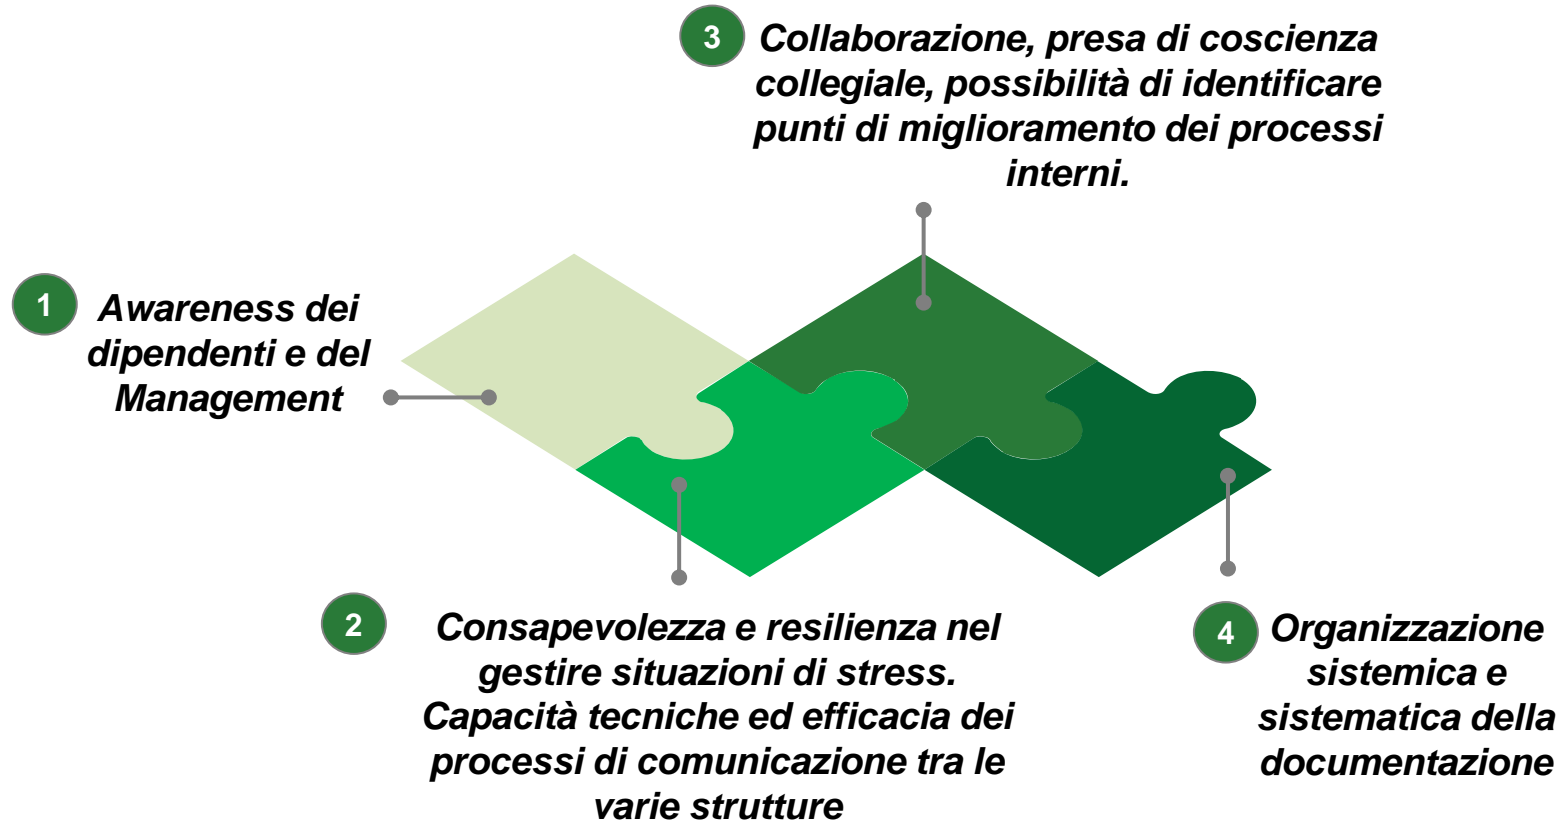 1
Awareness dei
dipendenti e del
Management
2
Consapevolezza e resilienza nel
gestire situazioni di stress.
Capacità tecniche ed efficacia dei
processi di comunicazione tra le
varie strutture
3
Collaborazione, presa di coscienza
collegiale, possibilità di identificare
punti di miglioramento dei processi
interni.
4
Organizzazione
sistemica e
sistematica della
documentazione